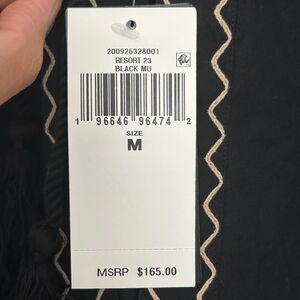 200925328001
RESORT 23
BLACK MU
1 96646 96474 2
SIZE
M
MSRP $165.00